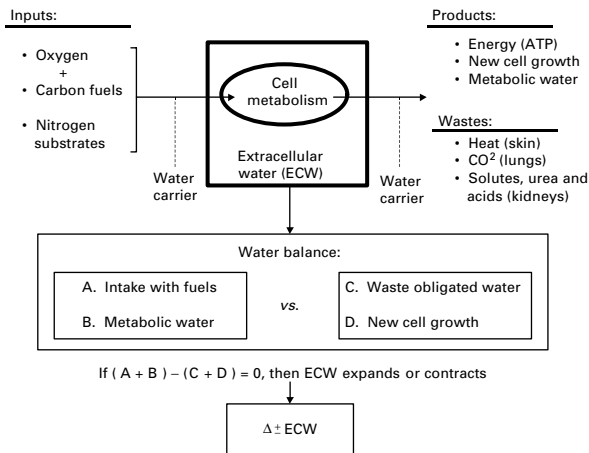 Inputs:
• Oxygen
+
• Carbon fuels
• Nitrogen
substrates
Water
carrier
Cell
metabolism
Extracellular
water (ECW)
Water
carrier
Products:
• Energy (ATP)
• New cell growth
• Metabolic water
Wastes:
• Heat (skin)
• CO² (lungs)
• Solutes, urea and
acids (kidneys)
Water balance:
A. Intake with fuels
B. Metabolic water
vs.
C. Waste obligated water
D. New cell growth
If ( A + B ) – (C + D ) = 0, then ECW expands or contracts
Δ ± ECW